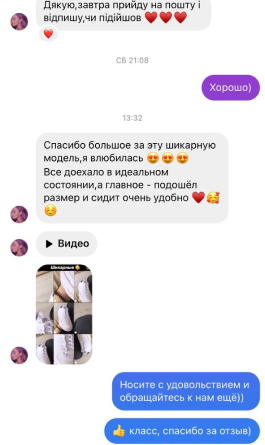 Дякую,завтра прийду на пошту і
відпишу,чи підійшов ❤️❤️❤️
❤️
СБ 21:08
Хорошо)
13:32
Спасибо большое за эту шикарную
модель,я влюбилась 😍😍😍
Все доехало в идеальном
состоянии,а главное - подошёл
размер и сидит очень удобно ❤️🥰
☺️
Видео
Шикарные
Носите с удовольствием и
обращайтесь к нам ещё))
👍 класс, спасибо за отзыв)